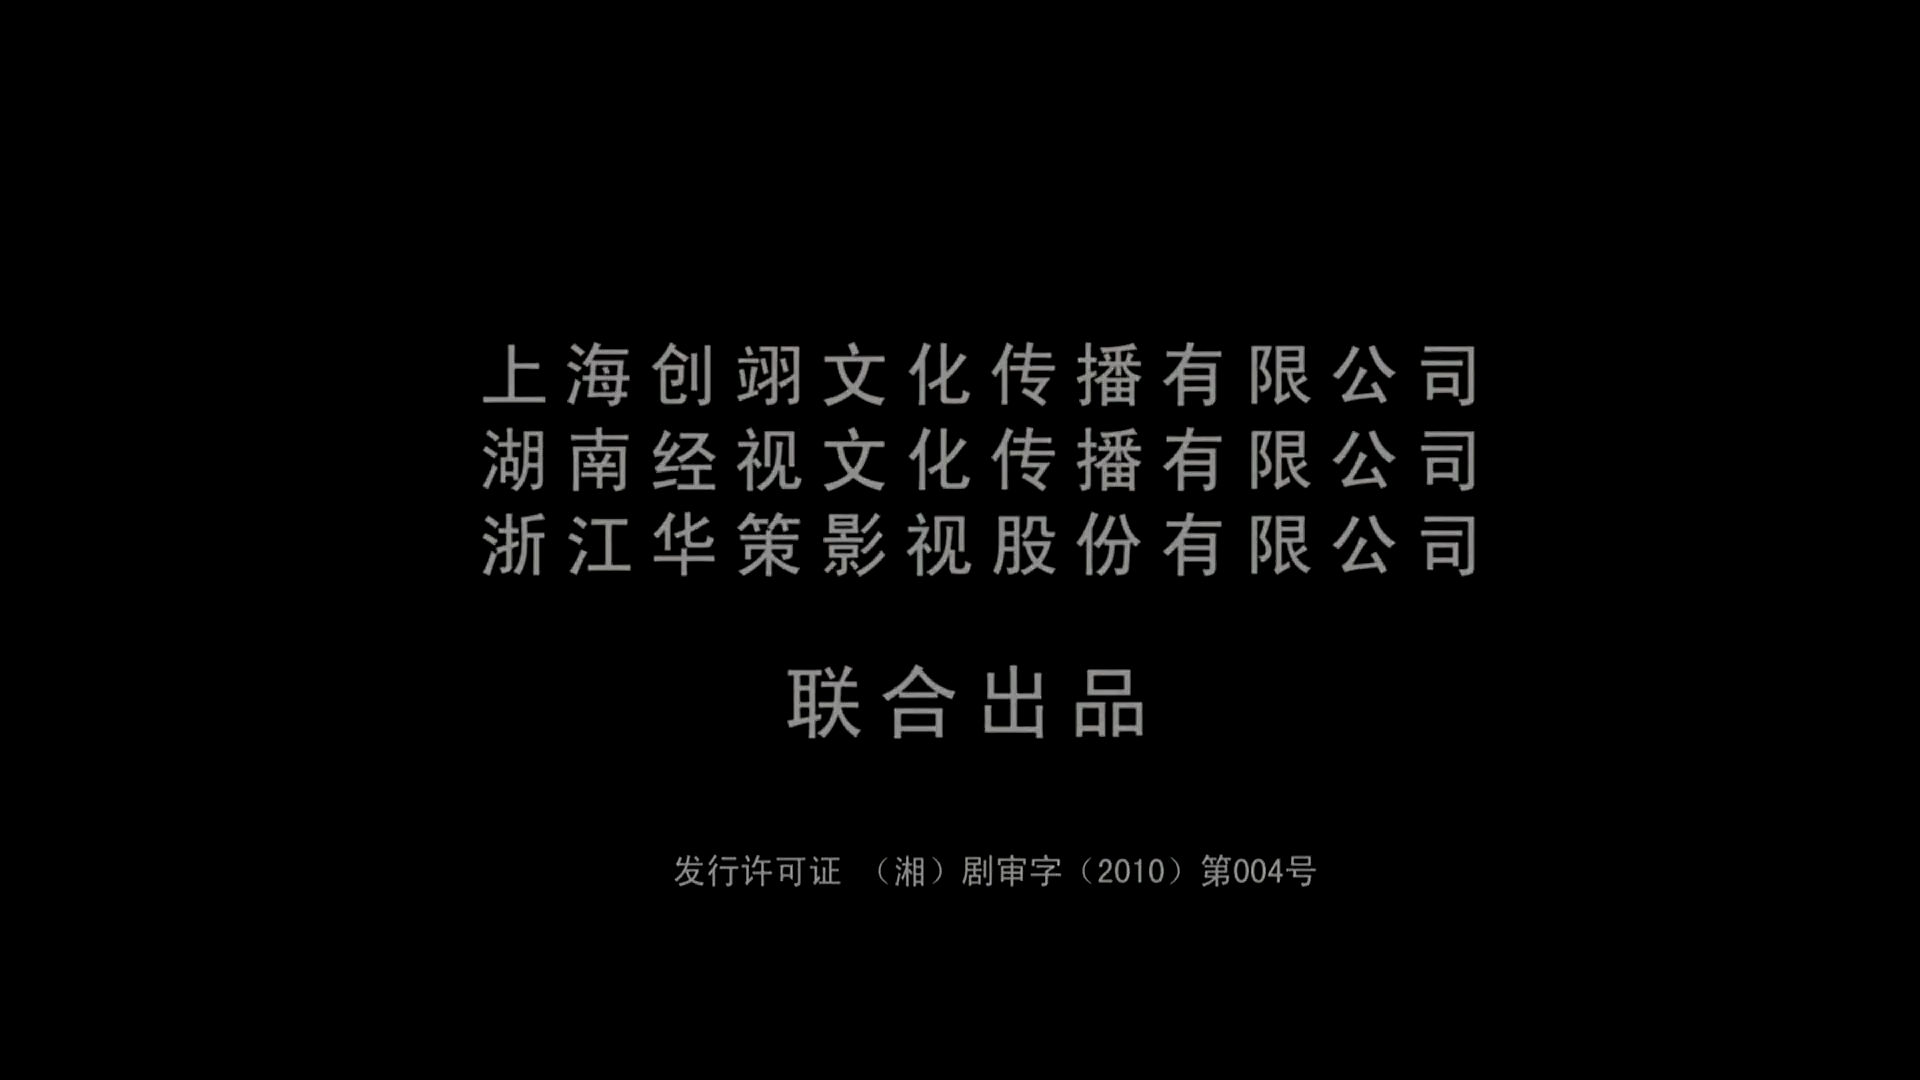 上海创翊文化传播有限公司
湖南经视文化传播有限公司
浙江华策影视股份有限公司
联合出品
发行许可证 （湘）剧审字（2010）第004号